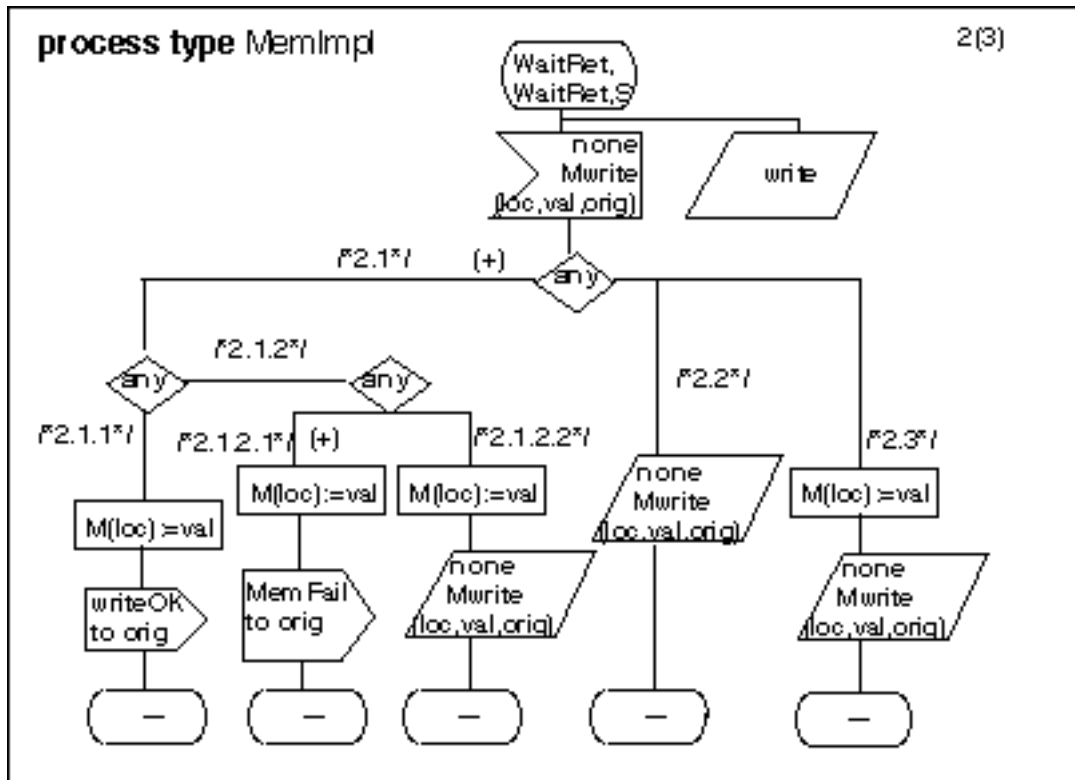 process type MemImpl
2(3)
WaitRet,
WaitRet,S
none
Mwrite
(loc,val,orig)
write
/*2.1*/
(+)
any
/*2.1.2*/
any
any
/*2.2*/
/*2.1.1*/
/*2.1.2.1*/
(+)
/*2.1.2.2*/
/*2.3*/
M(loc):=val
M(loc):=val
M(loc):=val
none
Mwrite
(loc,val,orig)
M(loc):=val
writeOK
to orig
MemFail
to orig
none
Mwrite
(loc,val,orig)
none
Mwrite
(loc,val,orig)
–
–
–
–
–